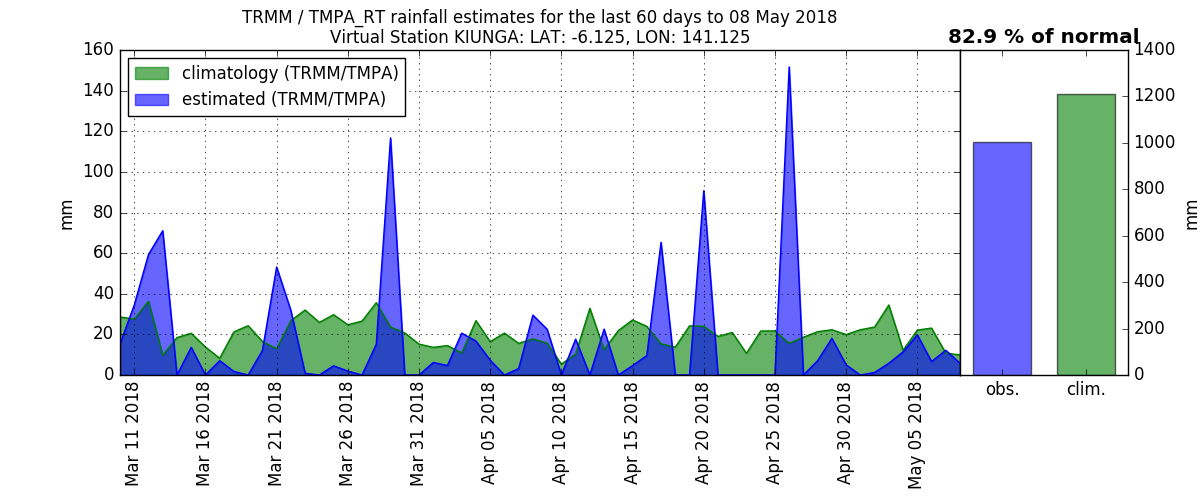 TRMM / TMPA_RT rainfall estimates for the last 60 days to 08 May 2018
Virtual Station KIUNGA: LAT: -6.125, LON: 141.125
82.9 % of normal
climatology (TRMM/TMPA)
estimated (TRMM/TMPA)
mm
160
140
120
100
80
60
40
20
0
Mar 11 2018
Mar 16 2018
Mar 21 2018
Mar 26 2018
Mar 31 2018
Apr 05 2018
Apr 10 2018
Apr 15 2018
Apr 20 2018
Apr 25 2018
Apr 30 2018
May 05 2018
obs.
clim.
1400
1200
1000
800
600
400
200
0
mm